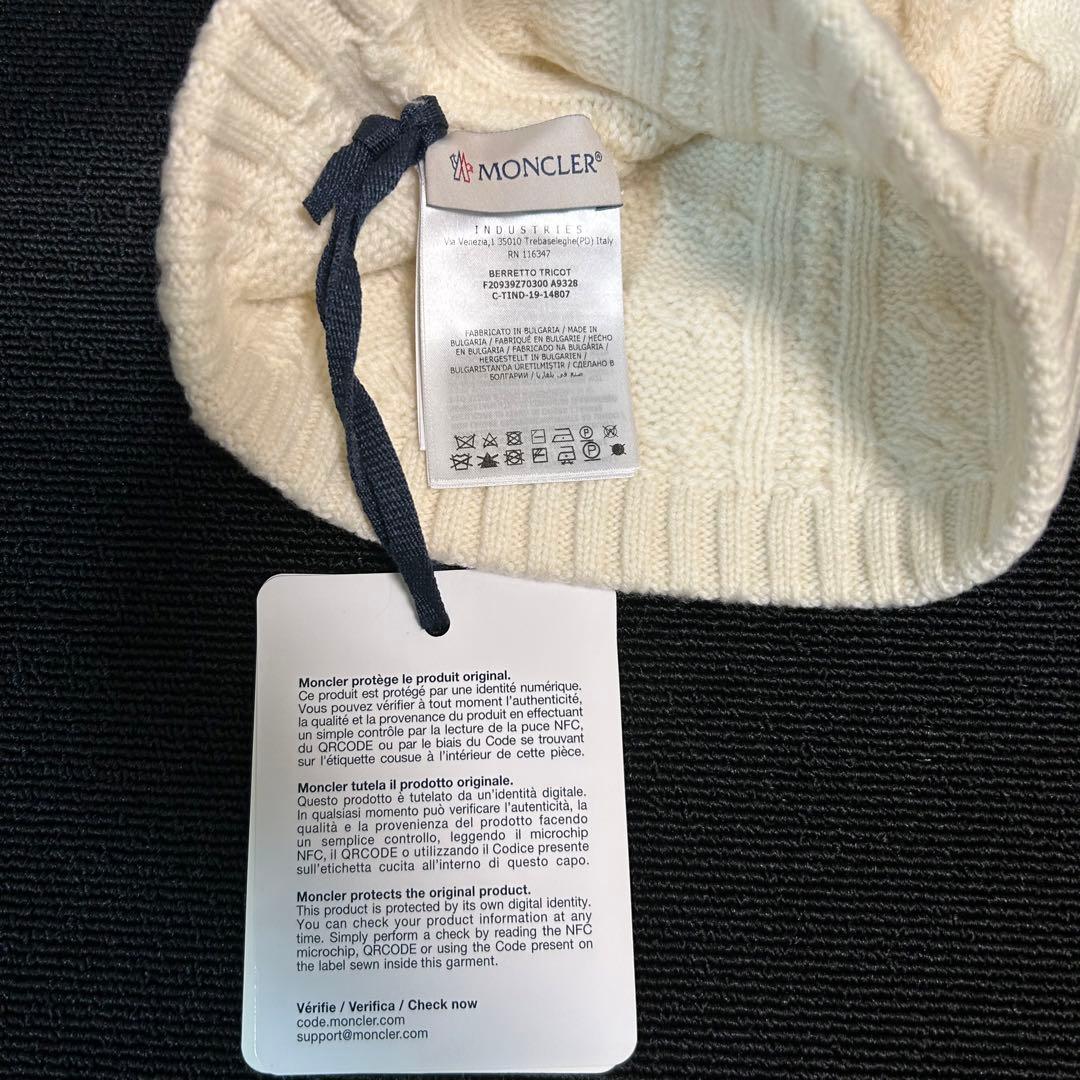 MONCLER®
INDUSTRIES
Via Venezia,1 35010 Trebaseleghe(PD) Italy
RN 116347
BERRETTO TRICOT
F20939Z70300 A9328
C-TIND-19-14807
FABBRICATO IN BULGARIA / MADE IN
BULGARIA / FABRIQUÉ EN BULGARIE / HECHO
EN BULGARIA / FABRICADO NA BULGÁRIA /
HERGESTELLT IN BULGARIEN /
BULGARISTAN'DA ÜRETILMIŞTIR / СДЕЛАНО В
БОЛГАРИИ / صنع في بلغاريا
Moncler protège le produit original.
Ce produit est protégé par une identité numérique.
Vous pouvez vérifier à tout moment l'authenticité,
la qualité et la provenance du produit en effectuant
un simple contrôle par la lecture de la puce NFC,
du QRCODE ou par le biais du Code se trouvant
sur l'étiquette cousue à l'intérieur de cette pièce.
Moncler tutela il prodotto originale.
Questo prodotto è tutelato da un'identità digitale.
In qualsiasi momento può verificare l'autenticità, la
qualità e la provenienza del prodotto facendo
un semplice controllo, leggendo il microchip
NFC, il QRCODE o utilizzando il Codice presente
sull'etichetta cucita all'interno di questo capo.
Moncler protects the original product.
This product is protected by its own digital identity.
You can check your product information at any
time. Simply perform a check by reading the NFC
microchip, QRCODE or using the Code present on
the label sewn inside this garment.
Vérifie / Verifica / Check now
code.moncler.com
support@moncler.com